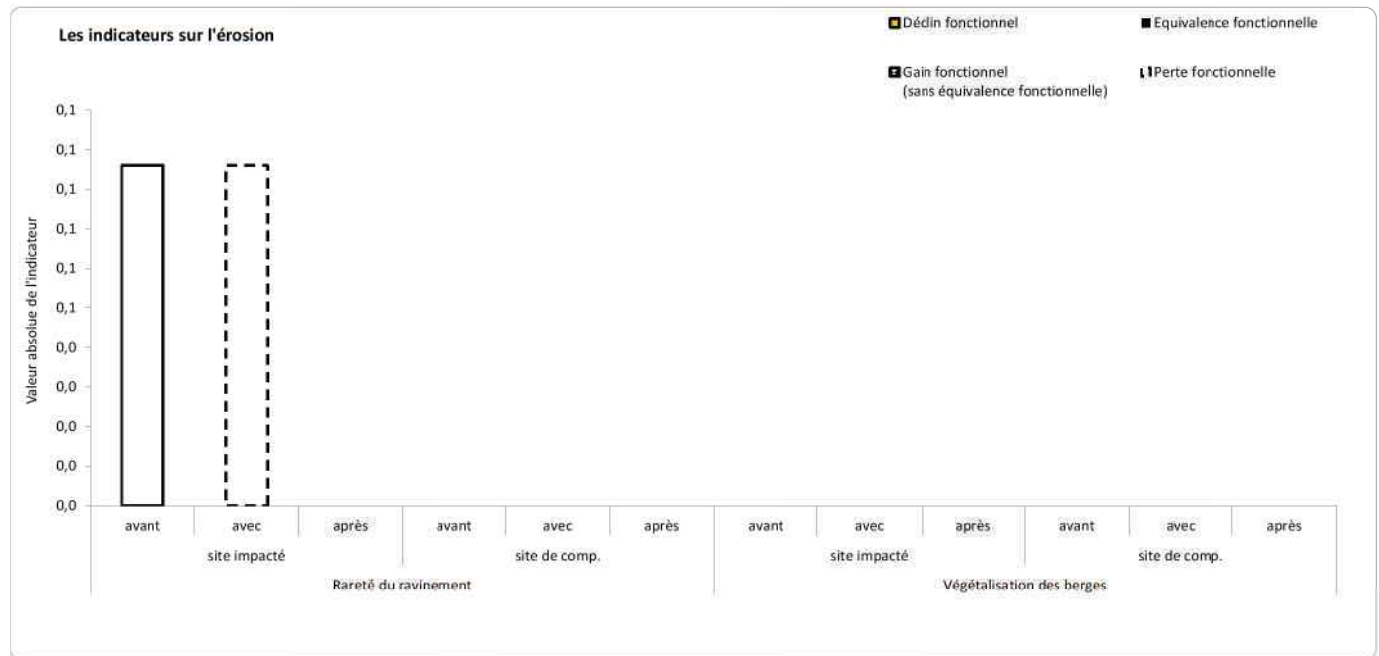 Les indicateurs sur l'érosion
Dédin fonctionnel
Equivalence fonctionnelle
Gain fonctionnel
(sans équivalence fonctionnelle)
Perte fonctionnelle
Valeur absolue de l'indicateur
0,1
0,1
0,1
0,1
0,1
0,1
0,0
0,0
0,0
0,0
0,0
avant avec après avant avec après avant avec après avant avec après
site impacté site de comp. site impacté site de comp.
Rareté du ravinement Végétalisation des berges